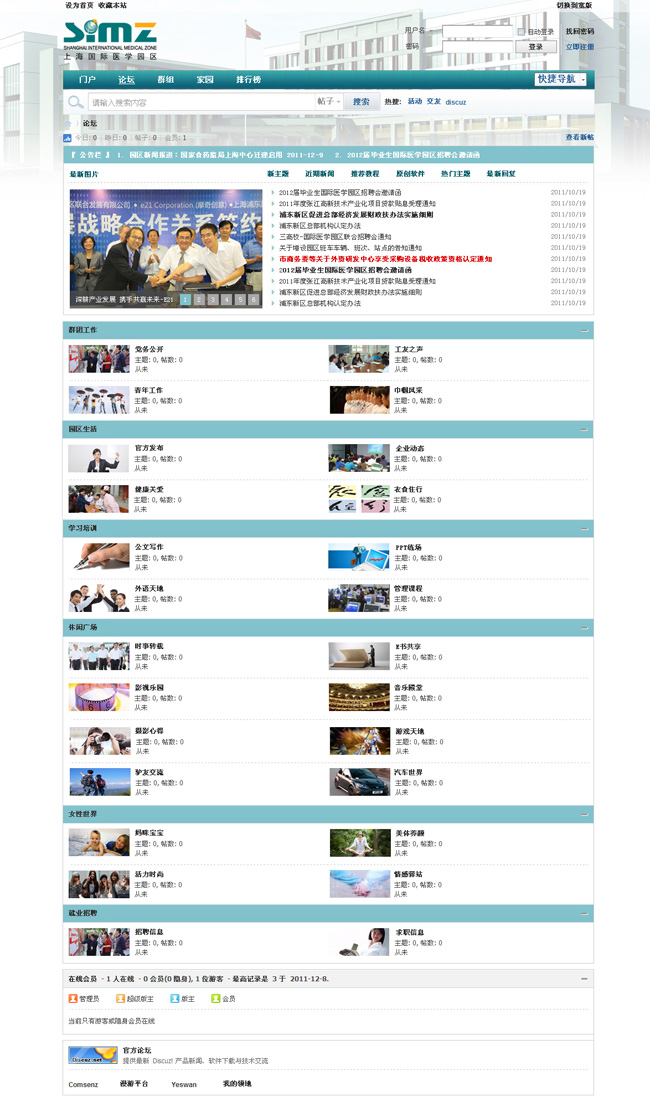 设为首页 收藏本站 切换到宽版
SIMZ
SHANGHAI INTERNATIONAL MEDICAL ZONE
上海国际医学园区
用户名 自动登录 找回密码
密码 登录 立即注册
门户 论坛 群组 家园 排行榜 快捷导航
请输入搜索内容 帖子 搜索 热搜: 活动 交友 discuz
论坛
今日: 0 昨日: 0 帖子: 0 会员: 1 查看新帖
『 公告栏 』 1. 园区新闻报道:国家食药监局上海中心迁建启用 2011-12-9 2. 2012届毕业生国际医学园区招聘会邀请函
最新图片 新主题 近期新闻 推荐教程 原创软件 热门主题 最新回复
深耕产业发展 携手共赢未来-E21 1 2 3 4 5 6
2012届毕业生国际医学园区招聘会邀请函 2011/10/19
2011年度张江高新技术产业化项目贷款贴息受理通知 2011/10/19
浦东新区促进总部经济发展财政扶办法实施细则 2011/10/19
浦东新区总部机构认定办法 2011/10/19
三高校-国际医学园区联合招聘会通知 2011/10/19
关于增设园区班车车辆、班次、站点的告知通知 2011/10/19
市商务委等关于外资研发中心享受采购设备税收政策资格认定通知 2011/10/19
2012届毕业生国际医学园区招聘会邀请函 2011/10/19
2011年度张江高新技术产业化项目贷款贴息受理通知 2011/10/19
浦东新区促进总部经济发展财政扶办法实施细则 2011/10/19
浦东新区总部机构认定办法 2011/10/19
群团工作
党务公开 工友之声
主题: 0, 帖数: 0 主题: 0, 帖数: 0
从未 从未
青年工作 巾帼风采
主题: 0, 帖数: 0 主题: 0, 帖数: 0
从未 从未
园区生活
官方发布 企业动态
主题: 0, 帖数: 0 主题: 0, 帖数: 0
从未 从未
健康关爱 衣食住行
主题: 0, 帖数: 0 主题: 0, 帖数: 0
从未 从未
学习培训
公文写作 PPT练场
主题: 0, 帖数: 0 主题: 0, 帖数: 0
从未 从未
外语天地 管理课程
主题: 0, 帖数: 0 主题: 0, 帖数: 0
从未 从未
休闲广场
时事转载 E书共享
主题: 0, 帖数: 0 主题: 0, 帖数: 0
从未 从未
影视乐园 音乐殿堂
主题: 0, 帖数: 0 主题: 0, 帖数: 0
从未 从未
摄影心得 游戏天地
主题: 0, 帖数: 0 主题: 0, 帖数: 0
从未 从未
驴友交流 汽车世界
主题: 0, 帖数: 0 主题: 0, 帖数: 0
从未 从未
女性世界
妈咪宝宝 美体养颜
主题: 0, 帖数: 0 主题: 0, 帖数: 0
从未 从未
活力时尚 情感驿站
主题: 0, 帖数: 0 主题: 0, 帖数: 0
从未 从未
就业招聘
招聘信息 求职信息
主题: 0, 帖数: 0 主题: 0, 帖数: 0
从未 从未
在线会员 - 1 人在线 - 0 会员(0 隐身), 1 位游客 - 最高记录是 3 于 2011-12-8.
管理员 超级版主 版主 会员
当前只有游客或隐身会员在线
Discuz.net 官方论坛
提供最新 Discuz! 产品新闻、软件下载与技术交流
Comsenz 漫游平台 Yeswan 我的领地